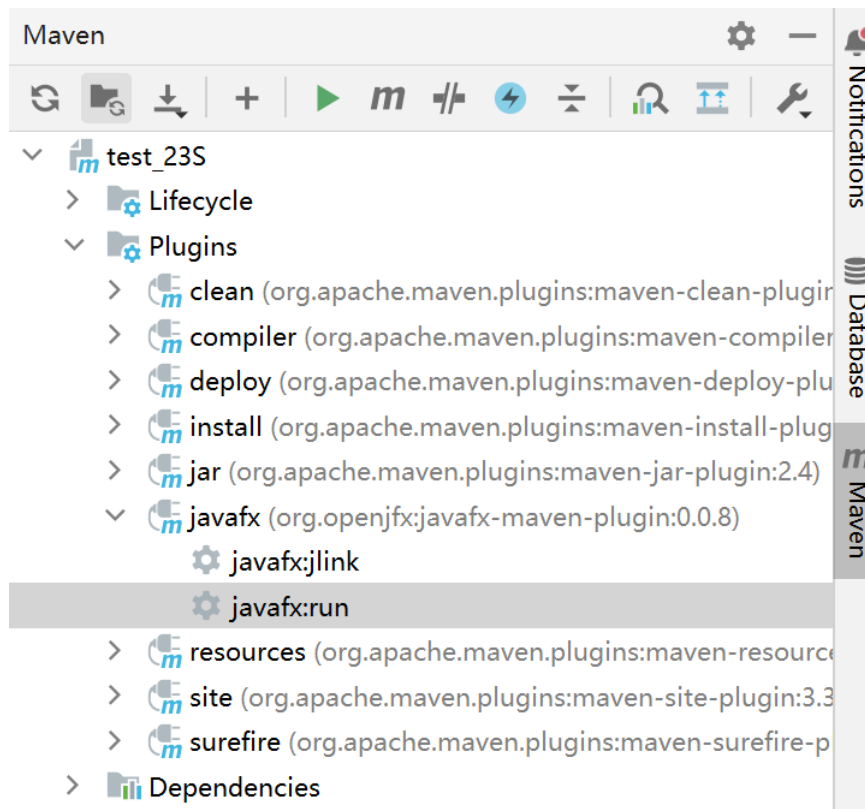 Maven
test_23S
Lifecycle
Plugins
clean (org.apache.maven.plugins:maven-clean-plugin
compiler (org.apache.maven.plugins:maven-compiler
deploy (org.apache.maven.plugins:maven-deploy-plu
install (org.apache.maven.plugins:maven-install-plug
jar (org.apache.maven.plugins:maven-jar-plugin:2.4)
javafx (org.openjfx:javafx-maven-plugin:0.0.8)
javafx:jlink
javafx:run
resources (org.apache.maven.plugins:maven-resource
site (org.apache.maven.plugins:maven-site-plugin:3.3
surefire (org.apache.maven.plugins:maven-surefire-p
Dependencies
Notifications
Database
Maven